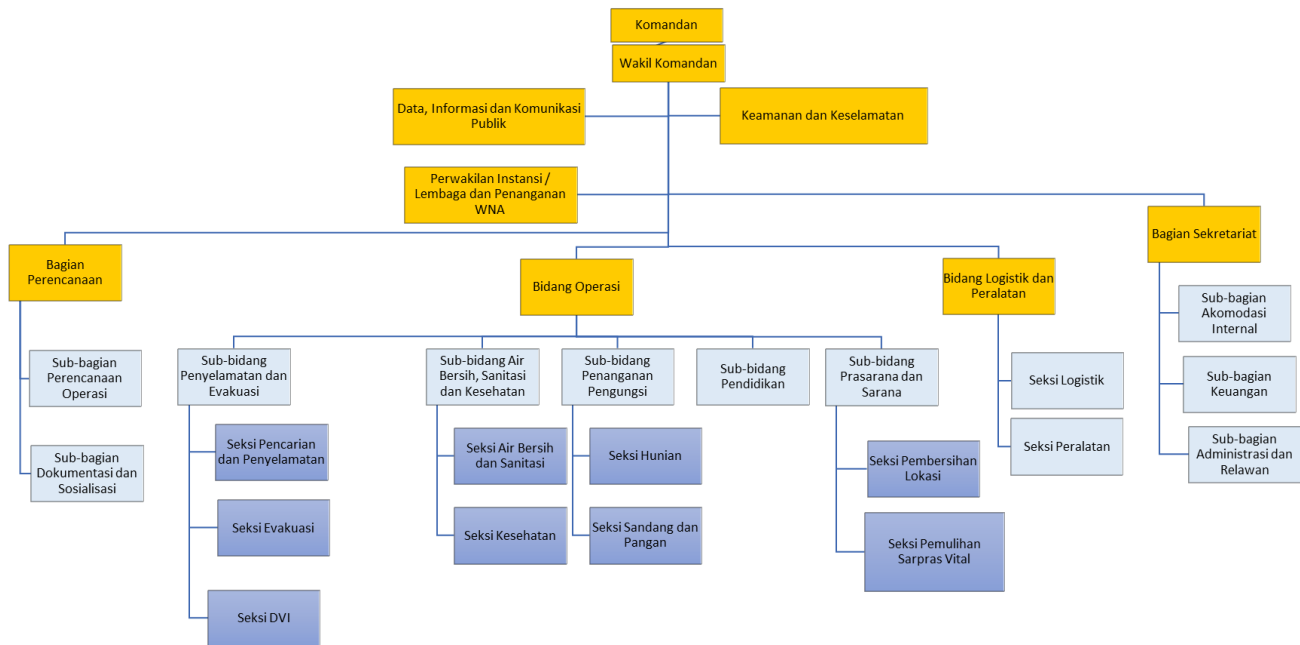 Komandan
Wakil Komandan
Data, Informasi dan Komunikasi
Publik
Keamanan dan Keselamatan
Perwakilan Instansi /
Lembaga dan Penanganan
WNA
Bagian Sekretariat
Bagian
Perencanaan
Bidang Operasi
Bidang Logistik dan
Peralatan
Sub-bagian
Akomodasi
Internal
Sub-bagian
Perencanaan
Operasi
Sub-bidang
Penyelamatan dan
Evakuasi
Sub-bidang Air
Bersih, Sanitasi
dan Kesehatan
Sub-bidang
Penanganan
Pengungsi
Sub-bidang
Pendidikan
Sub-bidang
Prasarana dan
Sarana
Seksi Logistik
Sub-bagian
Keuangan
Sub-bagian
Dokumentasi dan
Sosialisasi
Seksi Pencarian
dan Penyelamatan
Seksi Air Bersih
dan Sanitasi
Seksi Hunian
Seksi Pembersihan
Lokasi
Seksi Peralatan
Sub-bagian
Administrasi dan
Relawan
Seksi Evakuasi
Seksi Kesehatan
Seksi Sandang dan
Pangan
Seksi Pemulihan
Sarpras Vital
Seksi DVI